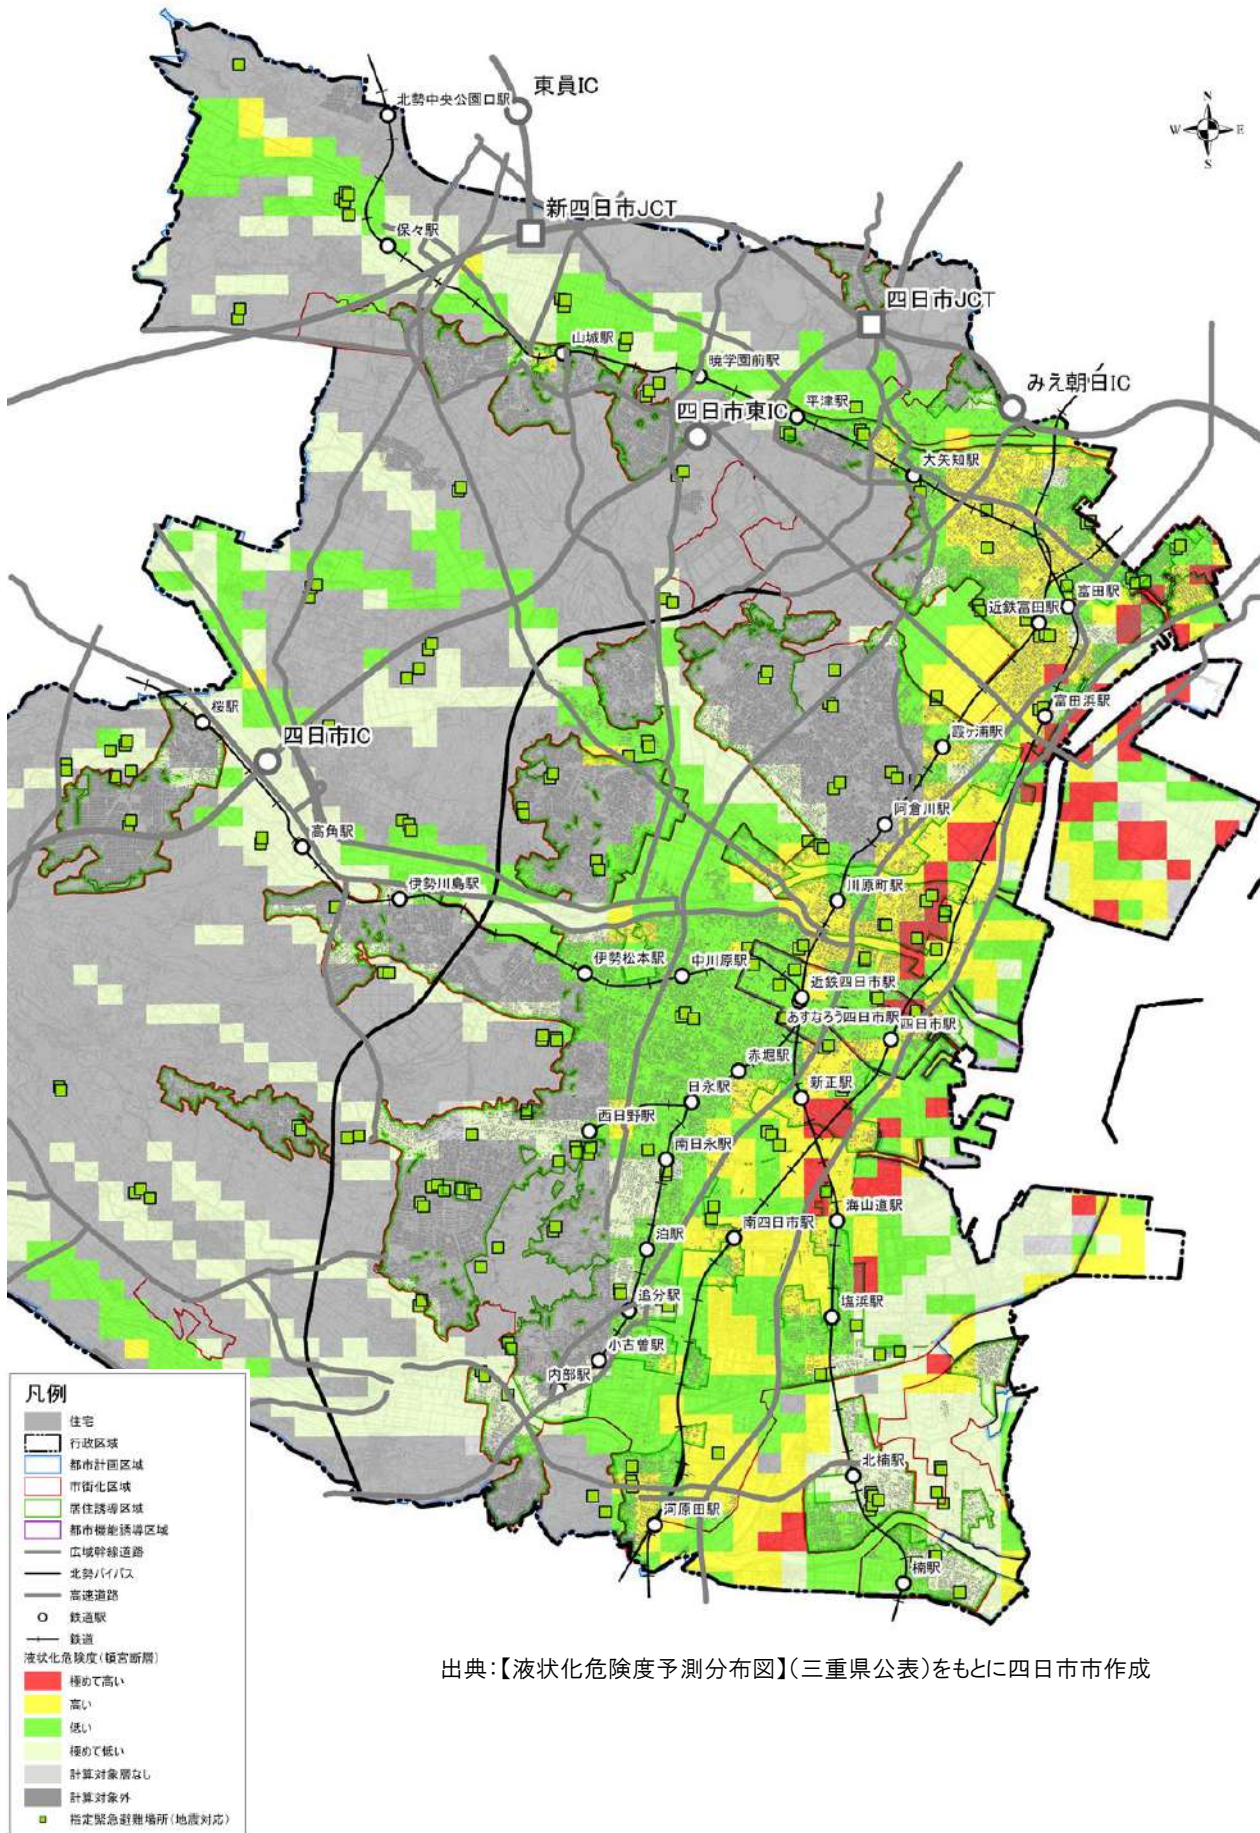 東員IC
北勢中央公園口駅
N
W E
S
新四日市JCT
保々駅
四日市JCT
山城駅
暁学園前駅
みえ朝日IC
平津駅
四日市東IC
大矢知駅
富田駅
近鉄富田駅
桜駅
富田浜駅
四日市IC
霞ヶ浦駅
阿倉川駅
高角駅
伊勢川島駅
川原町駅
伊勢松本駅
中川原駅
近鉄四日市駅
あすなろう四日市駅
四日市駅
赤堀駅
日永駅
新正駅
西日野駅
南日永駅
海山道駅
南四日市駅
泊駅
追分駅
塩浜駅
小古曽駅
内部駅
北楠駅
河原田駅
楠駅
凡例
住宅
行政区域
都市計画区域
市街化区域
居住誘導区域
都市機能誘導区域
広域幹線道路
北勢バイパス
高速道路
鉄道駅
鉄道
液状化危険度(頓宮断層)
極めて高い
高い
低い
極めて低い
計算対象層なし
計算対象外
指定緊急避難場所(地震対応)
出典:【液状化危険度予測分布図】(三重県公表)をもとに四日市市作成